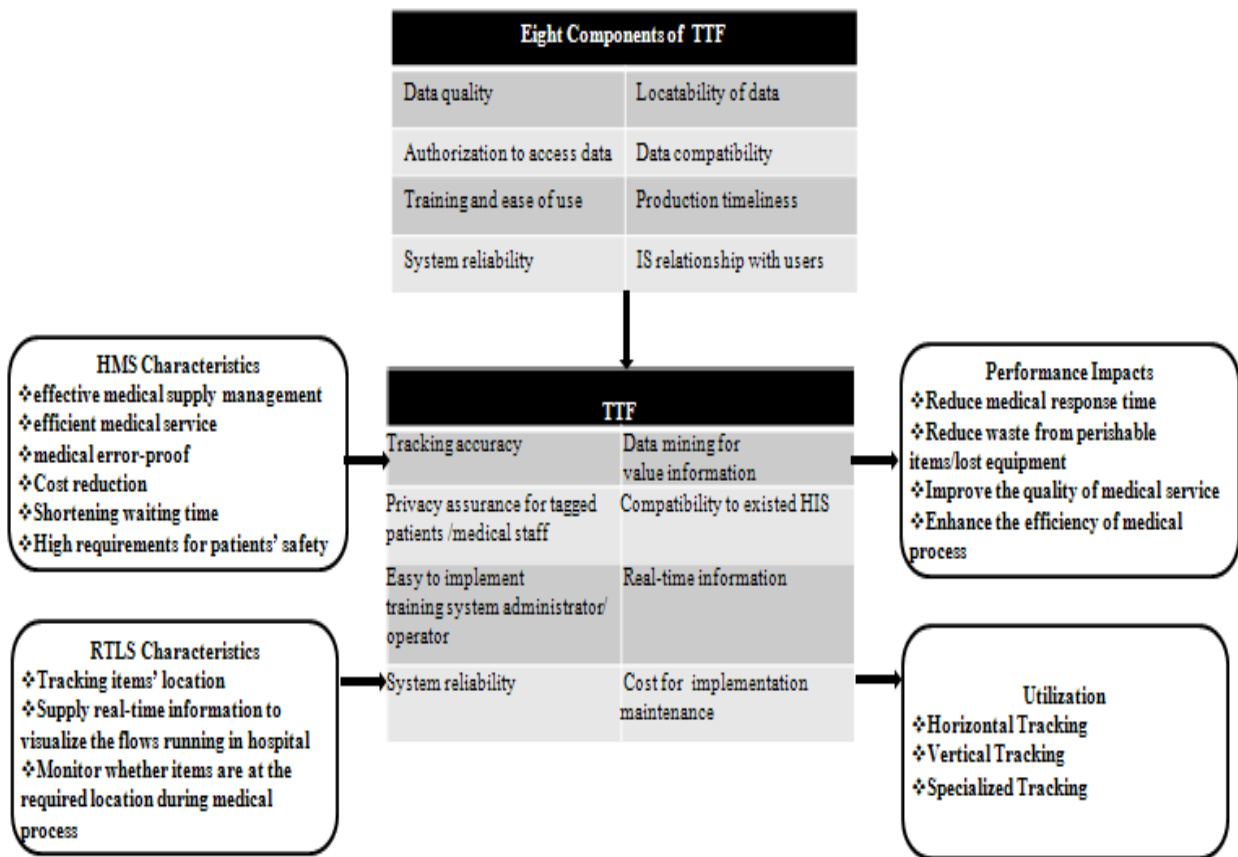 Eight Components of TTF
Data quality
Locatability of data
Authorization to access data
Data compatibility
Training and ease of use
Production timeliness
System reliability
IS relationship with users
HMS Characteristics
❖effective medical supply management
❖efficient medical service
❖medical error-proof
❖Cost reduction
❖Shortening waiting time
❖High requirements for patients’ safety
RTLS Characteristics
❖Tracking items’ location
❖Supply real-time information to
visualize the flows running in hospital
❖Monitor whether items are at the
required location during medical
process
TTF
Tracking accuracy
Data mining for
value information
Privacy assurance for tagged
patients /medical staff
Compatibility to existed HIS
Easy to implement
training system administrator/
operator
Real-time information
System reliability
Cost for implementation
maintenance
Performance Impacts
❖Reduce medical response time
❖Reduce waste from perishable
items/lost equipment
❖Improve the quality of medical service
❖Enhance the efficiency of medical
process
Utilization
❖Horizontal Tracking
❖Vertical Tracking
❖Specialized Tracking